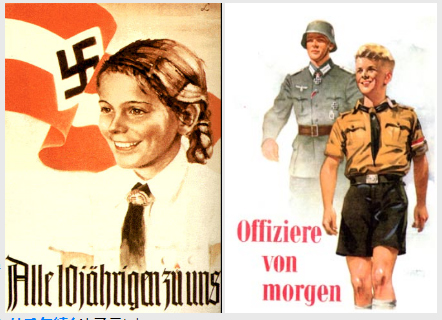 Alle 10jährigen zu uns
Offiziere
von
morgen